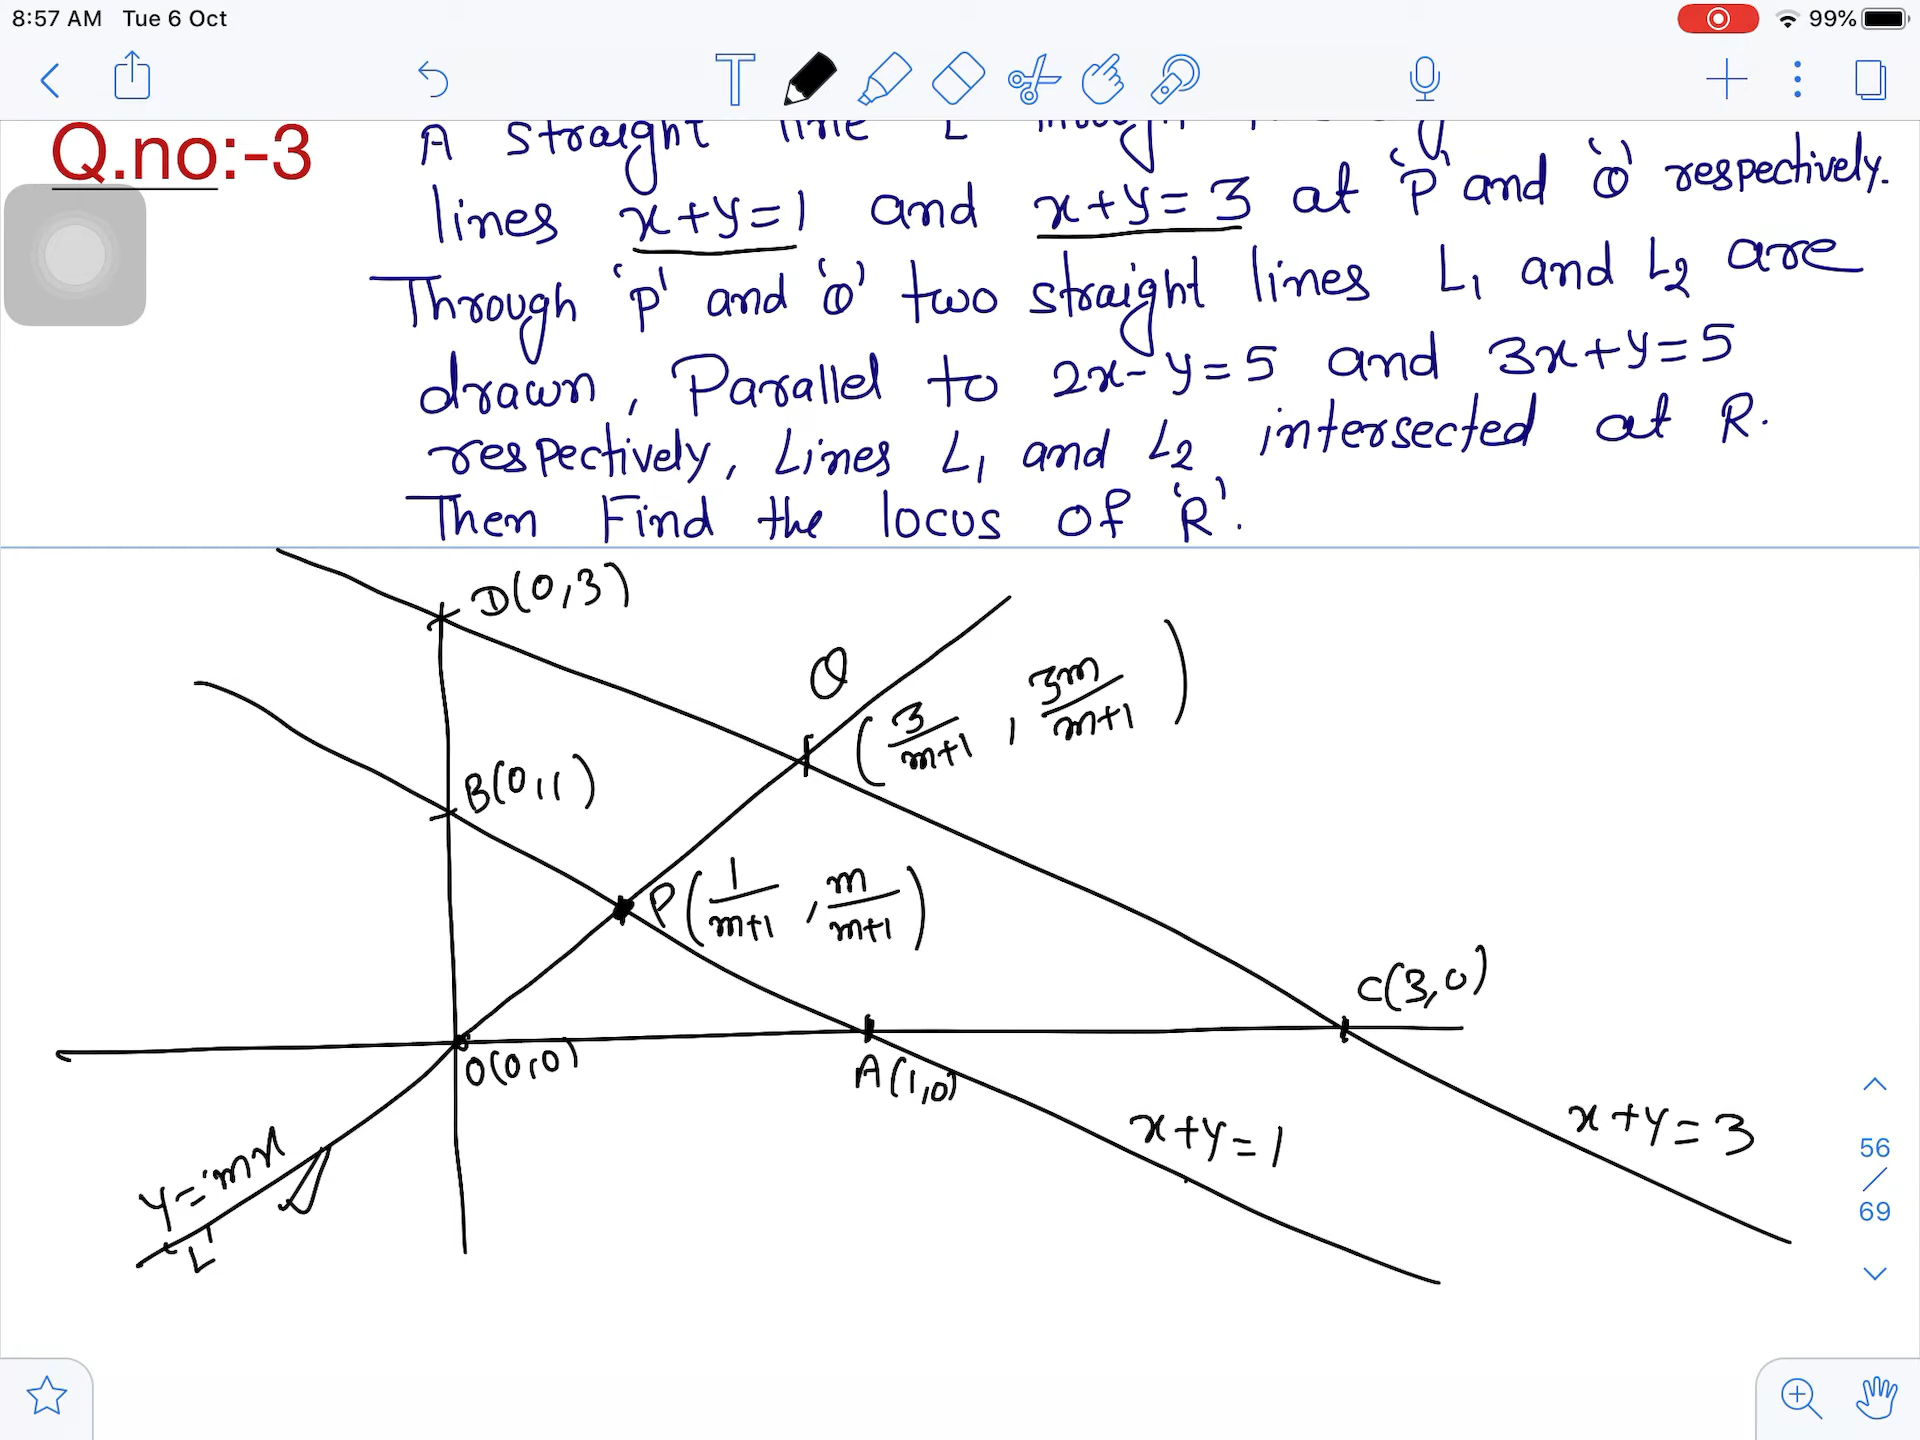 8:57 AM Tue 6 Oct
99%
T
Q.no:-3
A straight line L
lines x+y=1 and x+y=3 at 'P' and 'Q' respectively.
Through 'P' and 'Q' two straight lines L1 and L2 are
drawn, Parallel to 2x-y=5 and 3x+y=5
respectively, Lines L1 and L2 intersected at R.
Then Find the locus of 'R'.
D(0,3)
Q
(3/m+1, 3m/m+1)
B(0,1)
P(1/m+1, m/m+1)
C(3,0)
O(0,0)
A(1,0)
x+y=1
x+y=3
y=mx
'L'
56
/
69